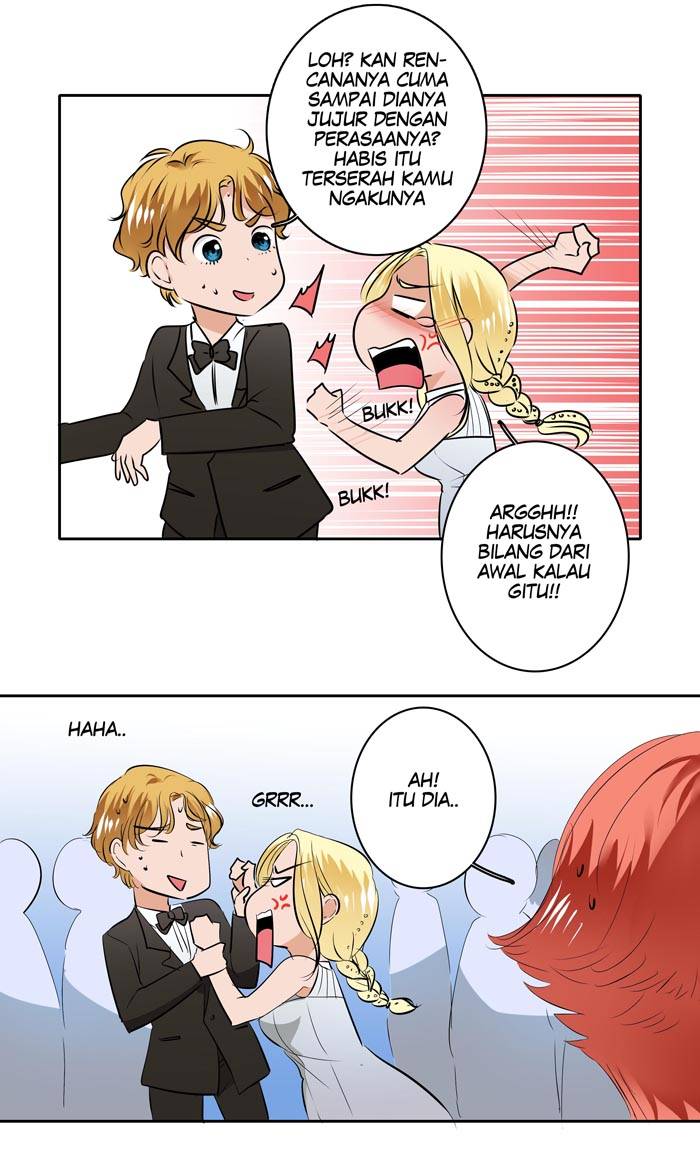 LOH? KAN REN-
CANANYA CUMA
SAMPAI DIANYA
JUJUR DENGAN
PERASAANYA?
HABIS ITU
TERSERAH KAMU
NGAKUNYA
BUKK!
BUKK!
ARGGHH!!
HARUSNYA
BILANG DARI
AWAL KALAU
GITU!!
HAHA..
GRRR...
AH!
ITU DIA..